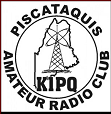 PISCATAQUIS
K1PQ
AMATEUR RADIO CLUB